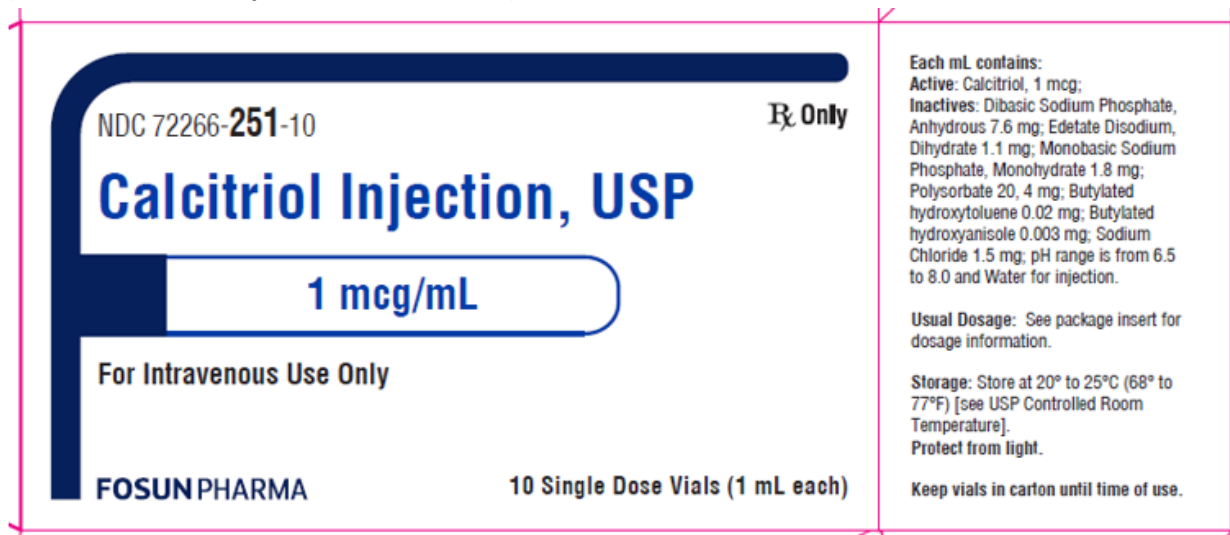 NDC 72266-251-10
Rx Only
Calcitriol Injection, USP
1 mcg/mL
For Intravenous Use Only
FOSUN PHARMA
10 Single Dose Vials (1 mL each)
Each mL contains:
Active: Calcitriol, 1 mcg;
Inactives: Dibasic Sodium Phosphate,
Anhydrous 7.6 mg; Edetate Disodium,
Dihydrate 1.1 mg; Monobasic Sodium
Phosphate, Monohydrate 1.8 mg;
Polysorbate 20, 4 mg; Butylated
hydroxytoluene 0.02 mg; Butylated
hydroxyanisole 0.003 mg; Sodium
Chloride 1.5 mg; pH range is from 6.5
to 8.0 and Water for injection.
Usual Dosage: See package insert for
dosage information.
Storage: Store at 20° to 25°C (68° to
77°F) [see USP Controlled Room
Temperature].
Protect from light.
Keep vials in carton until time of use.